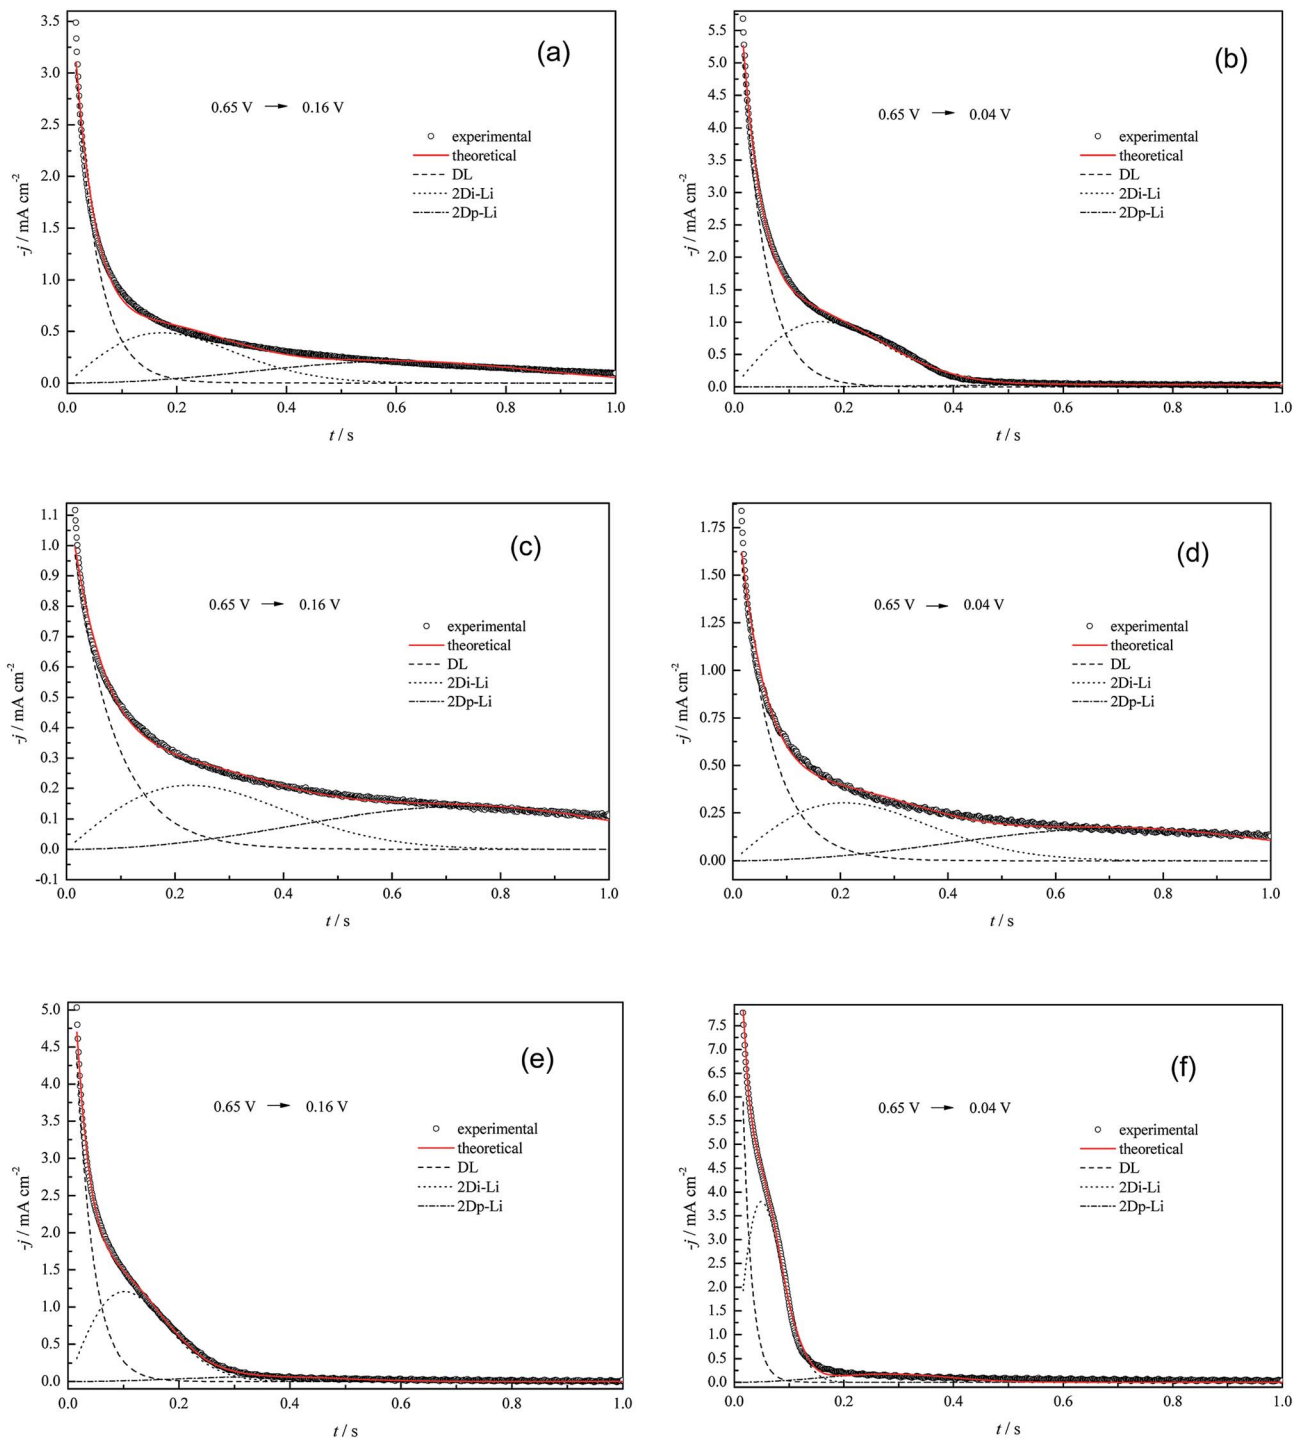 (a)
0.65 V → 0.16 V
experimental
theoretical
DL
2Di-Li
2Dp-Li
3.5
3.0
2.5
2.0
1.5
1.0
0.5
0.0
-j / mA cm-2
0.0 0.2 0.4 0.6 0.8 1.0
t / s
(b)
0.65 V → 0.04 V
experimental
theoretical
DL
2Di-Li
2Dp-Li
5.5
5.0
4.5
4.0
3.5
3.0
2.5
2.0
1.5
1.0
0.5
0.0
-j / mA cm-2
0.0 0.2 0.4 0.6 0.8 1.0
t / s
(c)
0.65 V → 0.16 V
experimental
theoretical
DL
2Di-Li
2Dp-Li
1.1
1.0
0.9
0.8
0.7
0.6
0.5
0.4
0.3
0.2
0.1
0.0
-0.1
-j / mA cm-2
0.0 0.2 0.4 0.6 0.8 1.0
t / s
(d)
0.65 V → 0.04 V
experimental
theoretical
DL
2Di-Li
2Dp-Li
1.75
1.50
1.25
1.00
0.75
0.50
0.25
0.00
-j / mA cm-2
0.0 0.2 0.4 0.6 0.8 1.0
t / s
(e)
0.65 V → 0.16 V
experimental
theoretical
DL
2Di-Li
2Dp-Li
5.0
4.5
4.0
3.5
3.0
2.5
2.0
1.5
1.0
0.5
0.0
-j / mA cm-2
0.0 0.2 0.4 0.6 0.8 1.0
t / s
(f)
0.65 V → 0.04 V
experimental
theoretical
DL
2Di-Li
2Dp-Li
7.5
7.0
6.5
6.0
5.5
5.0
4.5
4.0
3.5
3.0
2.5
2.0
1.5
1.0
0.5
0.0
-j / mA cm-2
0.0 0.2 0.4 0.6 0.8 1.0
t / s